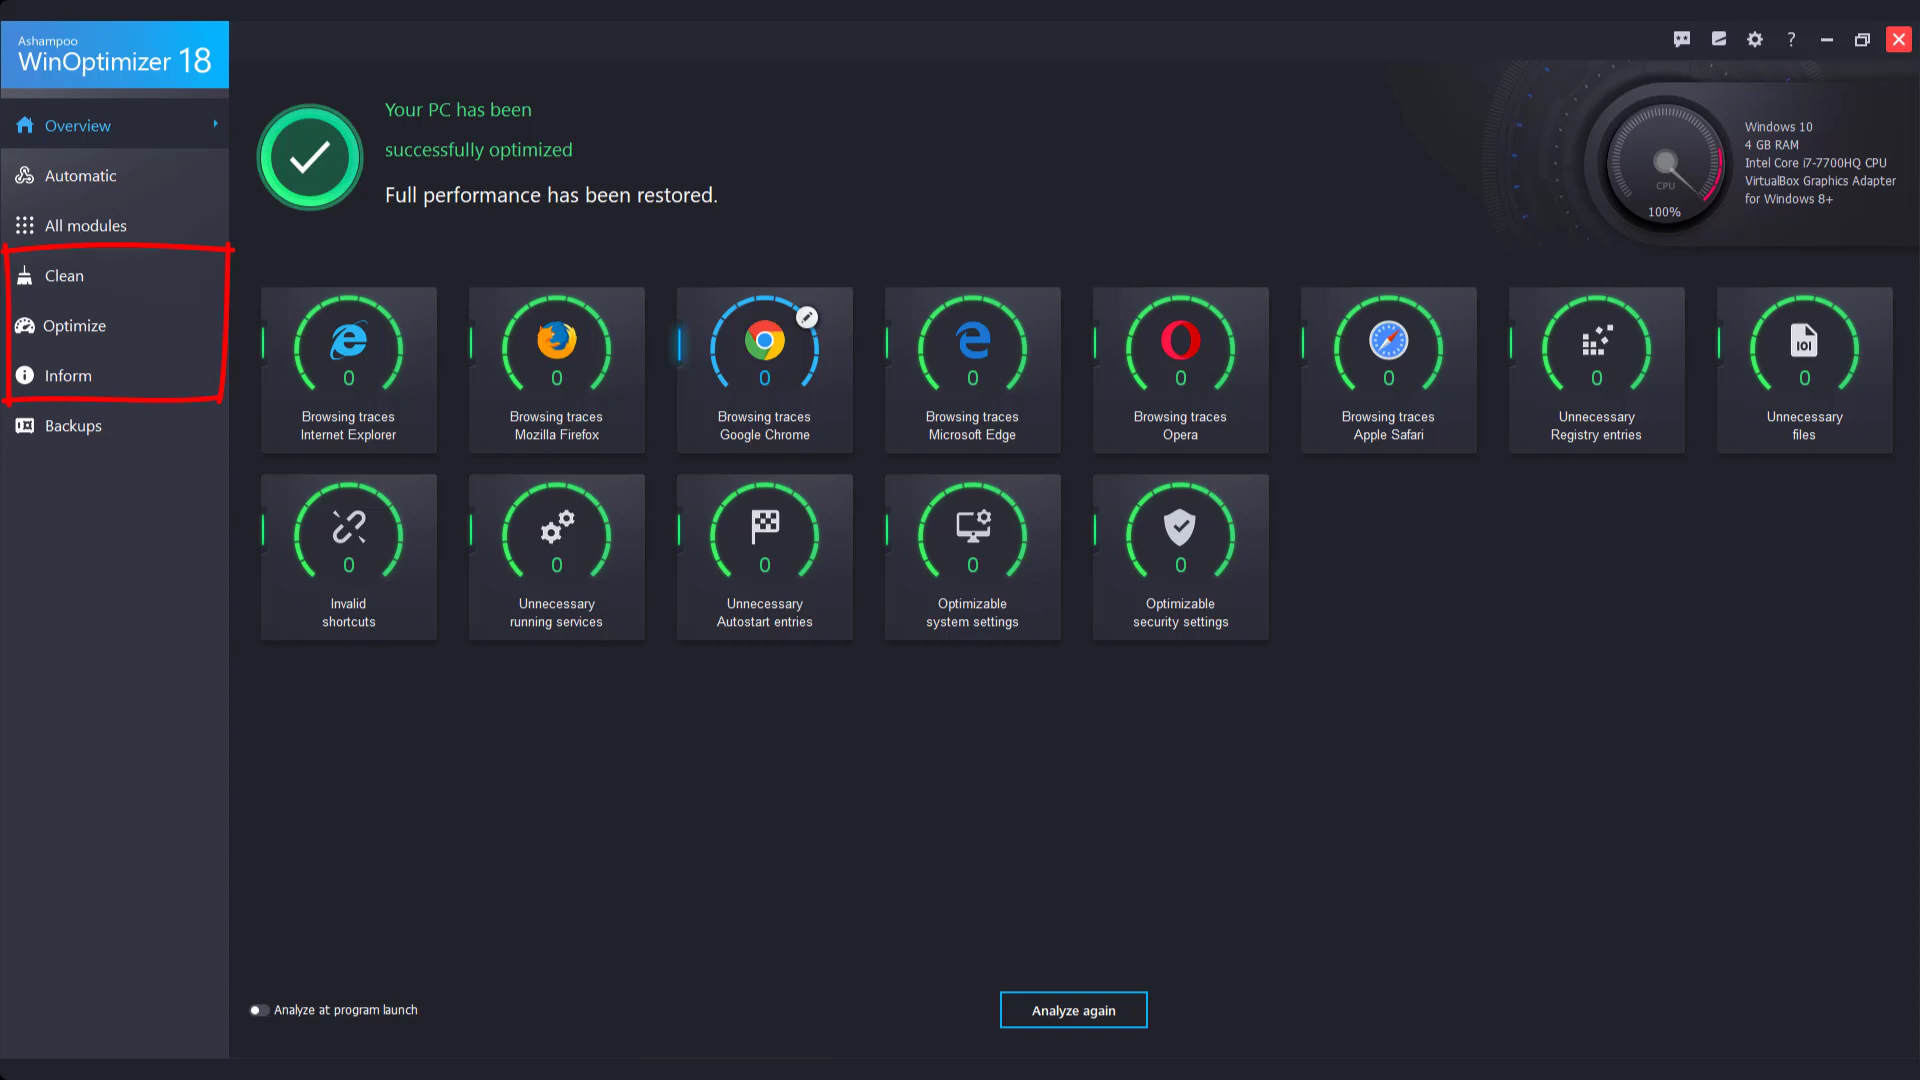 Ashampoo
WinOptimizer 18
Overview
Automatic
All modules
Clean
Optimize
Inform
Backups
?
Your PC has been
successfully optimized
Full performance has been restored.
CPU
100%
Windows 10
4 GB RAM
Intel Core i7-7700HQ CPU
VirtualBox Graphics Adapter
for Windows 8+
0
Browsing traces
Internet Explorer
0
Browsing traces
Mozilla Firefox
0
Browsing traces
Google Chrome
0
Browsing traces
Microsoft Edge
0
Browsing traces
Opera
0
Browsing traces
Apple Safari
0
Unnecessary
Registry entries
IOI
0
Unnecessary
files
0
Invalid
shortcuts
0
Unnecessary
running services
0
Unnecessary
Autostart entries
0
Optimizable
system settings
0
Optimizable
security settings
Analyze at program launch
Analyze again